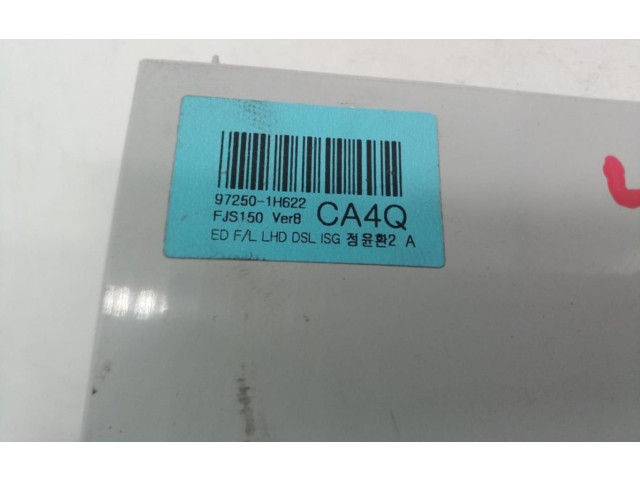 97250-1H622
FJS150 Ver8 CA4Q
ED F/L LHD DSL ISG 정윤환2 A